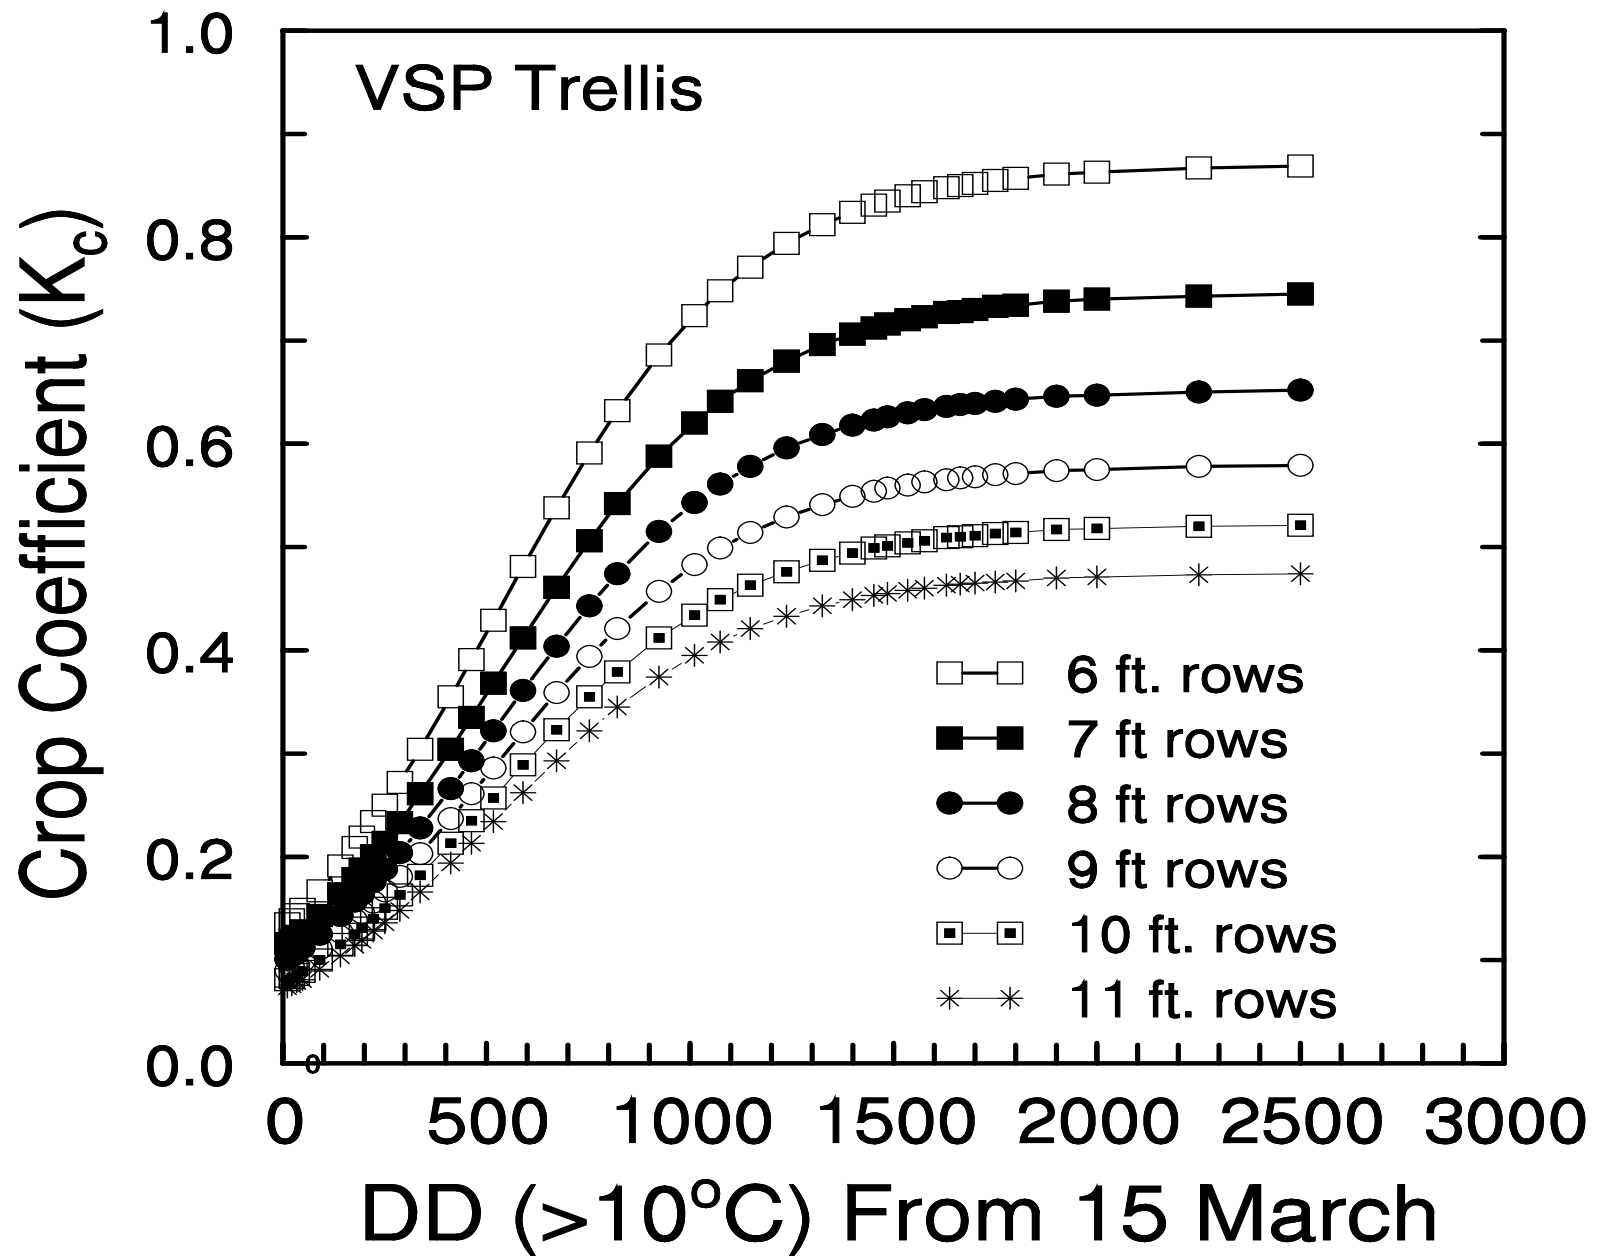 VSP Trellis
Crop Coefficient (Kc)
1.0
0.8
0.6
0.4
0.2
0.0
6 ft. rows
7 ft rows
8 ft rows
9 ft rows
10 ft. rows
11 ft. rows
o
0 500 1000 1500 2000 2500 3000
DD (>10°C) From 15 March